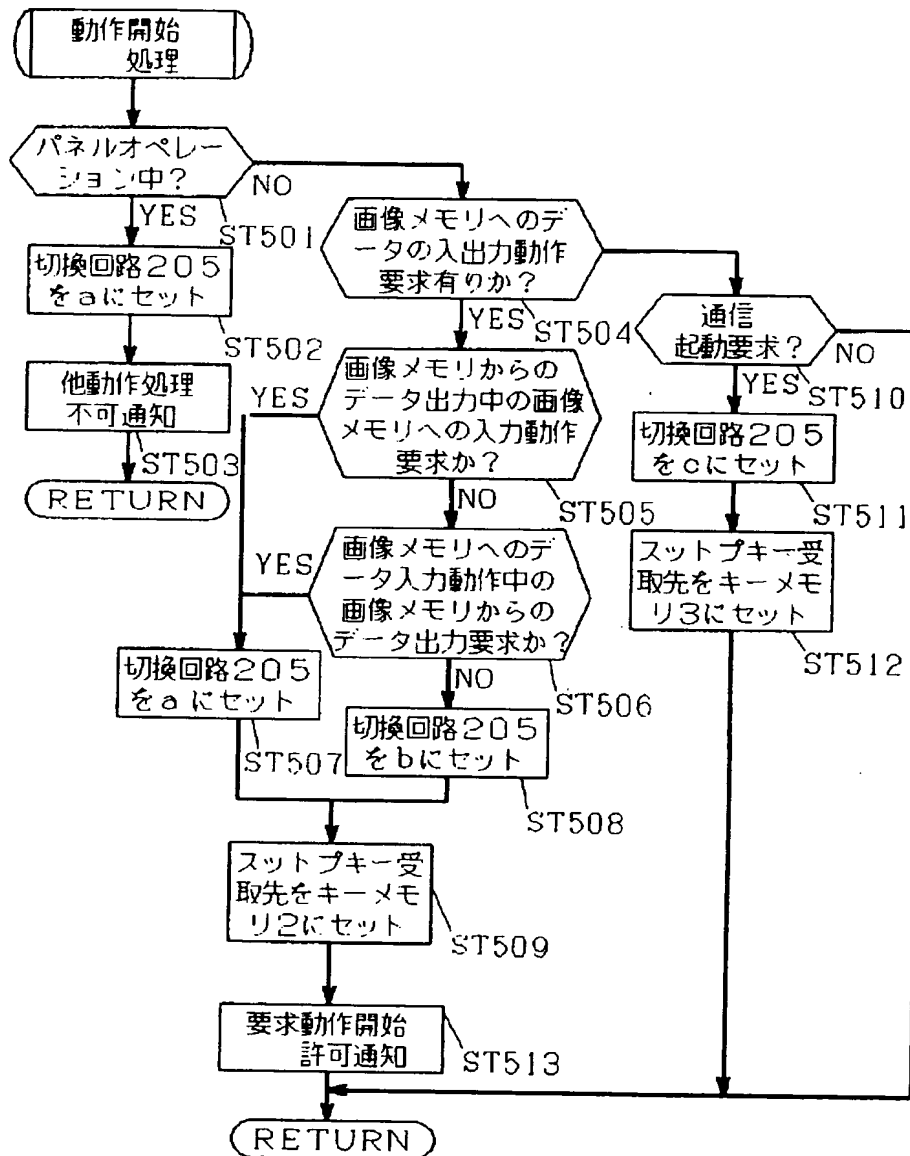 動作開始
処理
パネルオペレー
ション中?
NO
YES
ST501
切換回路205
をaにセット
ST502
他動作処理
不可通知
ST503
RETURN
画像メモリへのデ
ータの入出力動作
要求有りか?
YES
ST504
画像メモリからの
データ出力中の画像
メモリへの入力動作
要求か?
YES
NO
ST505
画像メモリへのデ
ータ入力動作中の
画像メモリからの
データ出力要求か?
YES
NO
ST506
切換回路205
をaにセット
ST507
切換回路205
をbにセット
ST508
スットプキー受
取先をキーメモ
リ2にセット
ST509
要求動作開始
許可通知
ST513
RETURN
通信
起動要求?
NO
YES
ST510
切換回路205
をcにセット
ST511
スットプキー受
取先をキーメモ
リ3にセット
ST512